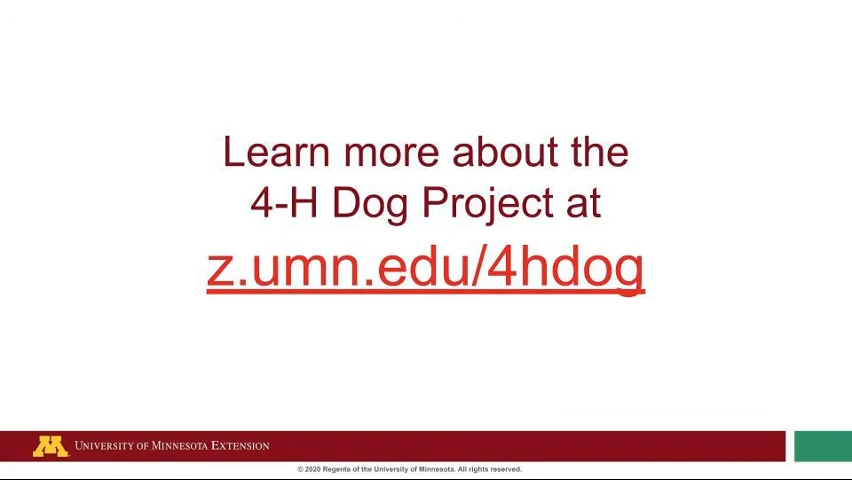 Learn more about the
4-H Dog Project at
z.umn.edu/4hdog
M
UNIVERSITY OF MINNESOTA EXTENSION
© 2020 Regents of the University of Minnesota. All rights reserved.